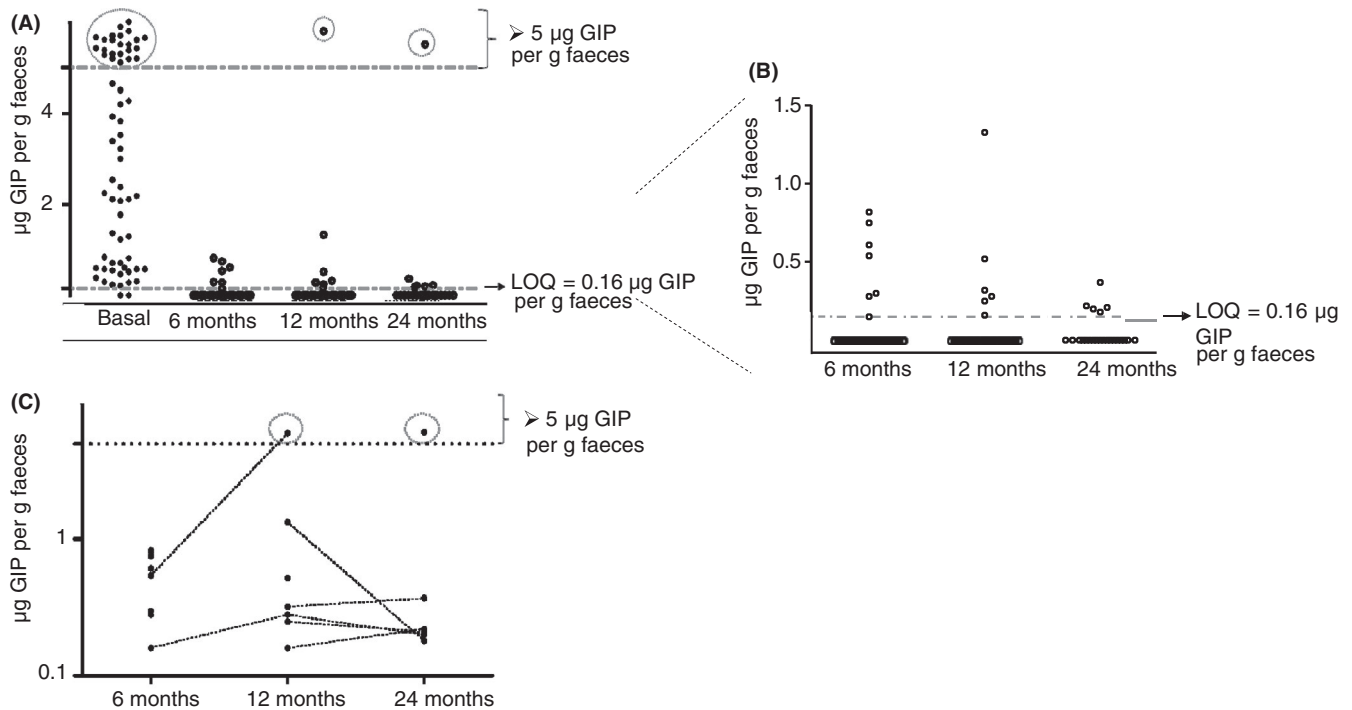 (A)
µg GIP per g faeces
4
2
➢ 5 µg GIP
per g faeces
LOQ = 0.16 µg GIP
per g faeces
Basal 6 months 12 months 24 months
(B)
µg GIP per g faeces
1.5
1.0
0.5
LOQ = 0.16 µg
GIP
per g faeces
6 months 12 months 24 months
(C)
µg GIP per g faeces
1
0.1
➢ 5 µg GIP
per g faeces
6 months 12 months 24 months